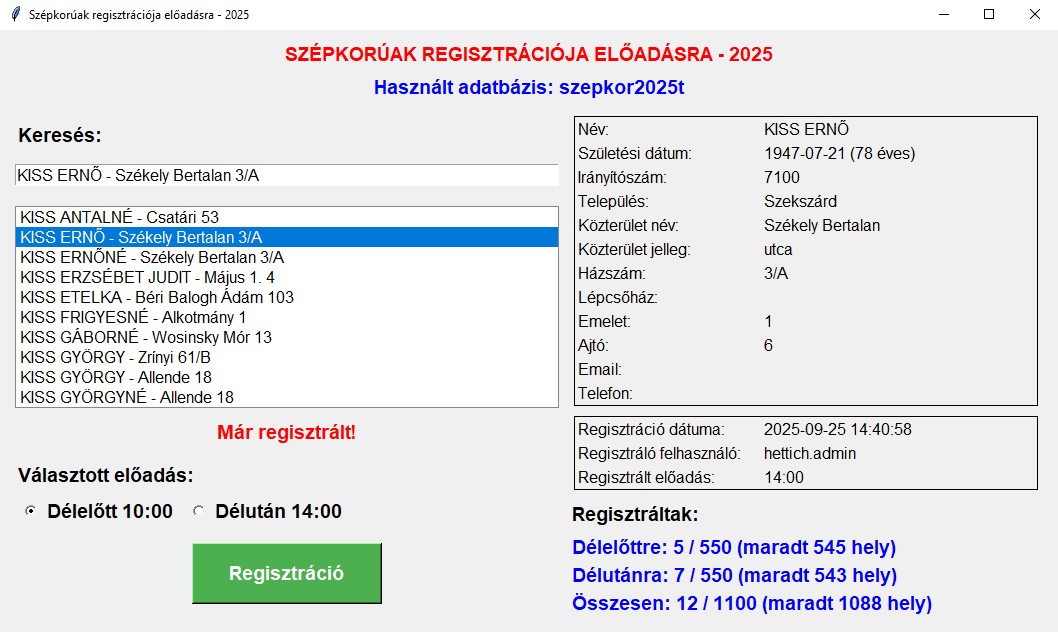 Szépkorúak regisztrációja előadásra - 2025
SZÉPKORÚAK REGISZTRÁCIÓJA ELŐADÁSRA - 2025
Használt adatbázis: szepkor2025t
Keresés:
KISS ERNŐ - Székely Bertalan 3/A
KISS ANTALNÉ - Csatári 53
KISS ERNŐ - Székely Bertalan 3/A
KISS ERNŐNÉ - Székely Bertalan 3/A
KISS ERZSÉBET JUDIT - Május 1. 4
KISS ETELKA - Béri Balogh Ádám 103
KISS FRIGYESNÉ - Alkotmány 1
KISS GÁBORNÉ - Wosinsky Mór 13
KISS GYÖRGY - Zrínyi 61/B
KISS GYÖRGY - Allende 18
KISS GYÖRGYNÉ - Allende 18
Már regisztrált!
Választott előadás:
Délelőtt 10:00 Délután 14:00
Regisztráció
Név: KISS ERNŐ
Születési dátum: 1947-07-21 (78 éves)
Irányítószám: 7100
Település: Szekszárd
Közterület név: Székely Bertalan
Közterület jelleg: utca
Házszám: 3/A
Lépcsőház:
Emelet: 1
Ajtó: 6
Email:
Telefon:
Regisztráció dátuma: 2025-09-25 14:40:58
Regisztráló felhasználó: hettich.admin
Regisztrált előadás: 14:00
Regisztráltak:
Délelőttre: 5 / 550 (maradt 545 hely)
Délutánra: 7 / 550 (maradt 543 hely)
Összesen: 12 / 1100 (maradt 1088 hely)